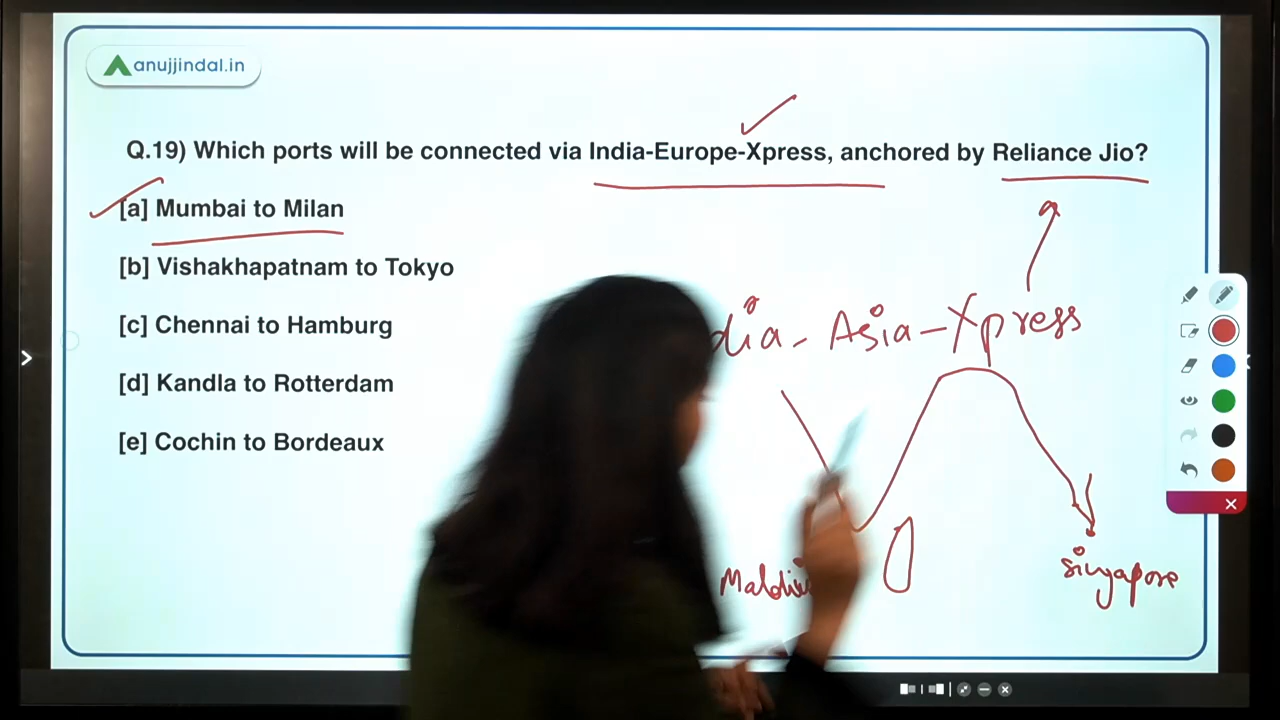 anujjindal.in
Q.19) Which ports will be connected via India-Europe-Xpress, anchored by Reliance Jio?
[a] Mumbai to Milan
[b] Vishakhapatnam to Tokyo
[c] Chennai to Hamburg
[d] Kandla to Rotterdam
[e] Cochin to Bordeaux
Asia-Xpress
Singapore